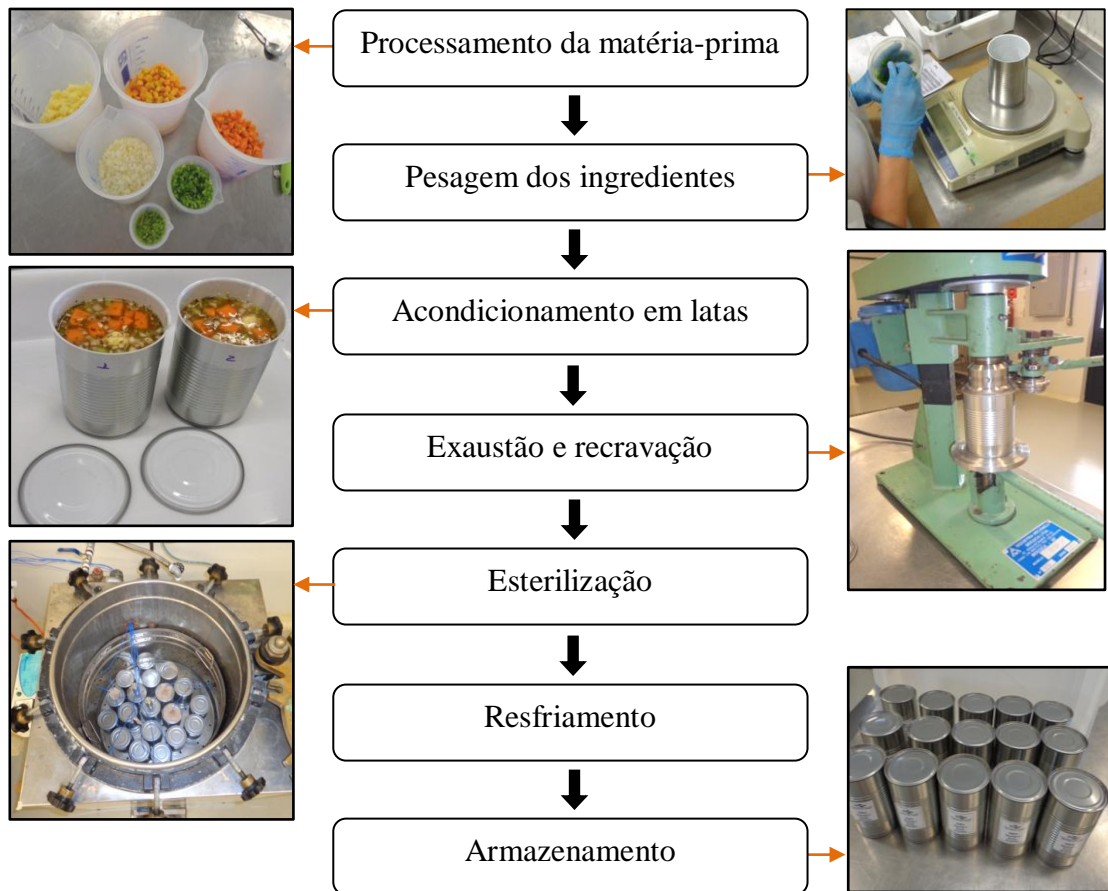 Processamento da matéria-prima
Pesagem dos ingredientes
Acondicionamento em latas
Exaustão e recravação
Esterilização
Resfriamento
Armazenamento